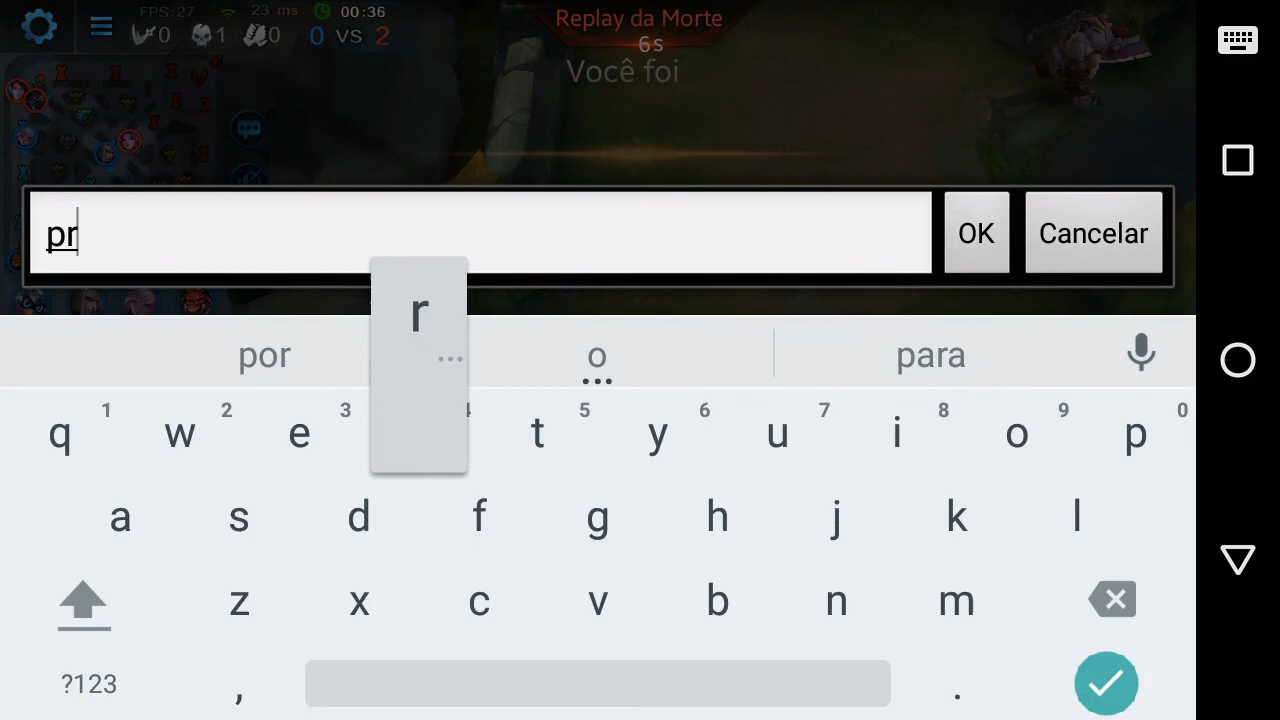 FPS:27 23 ms 00:36
0 1 0 0 VS 2
Replay da Morte
6s
Você foi
pr
OK
Cancelar
r
...
por
o
...
para
1 2 3 4 5 6 7 8 9 0
q w e t y u i o p
a s d f g h j k l
z x c v b n m
?123 , .